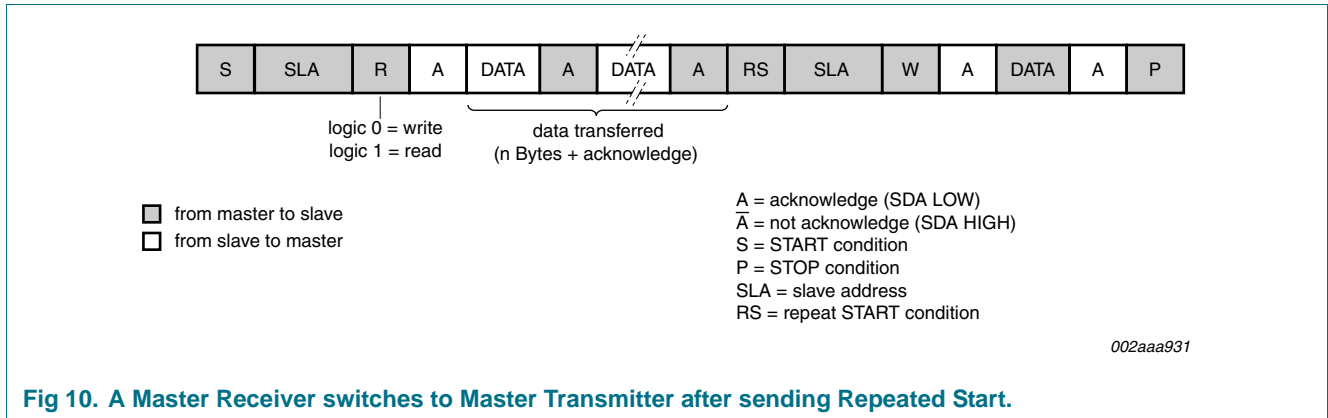 S SLA R A DATA A DATA A RS SLA W A DATA A P
logic 0 = write
logic 1 = read
data transferred
(n Bytes + acknowledge)
from master to slave
from slave to master
A = acknowledge (SDA LOW)
A̅ = not acknowledge (SDA HIGH)
S = START condition
P = STOP condition
SLA = slave address
RS = repeat START condition
002aaa931
Fig 10. A Master Receiver switches to Master Transmitter after sending Repeated Start.